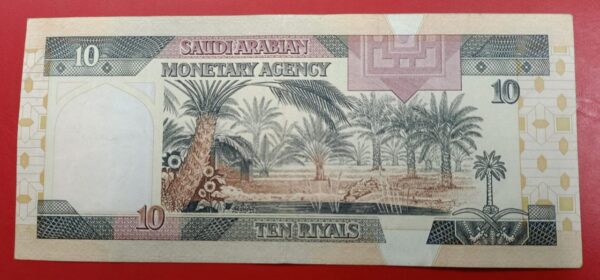 SAUDI ARABIAN
10
MONETARY AGENCY
10
10
TEN RIYALS